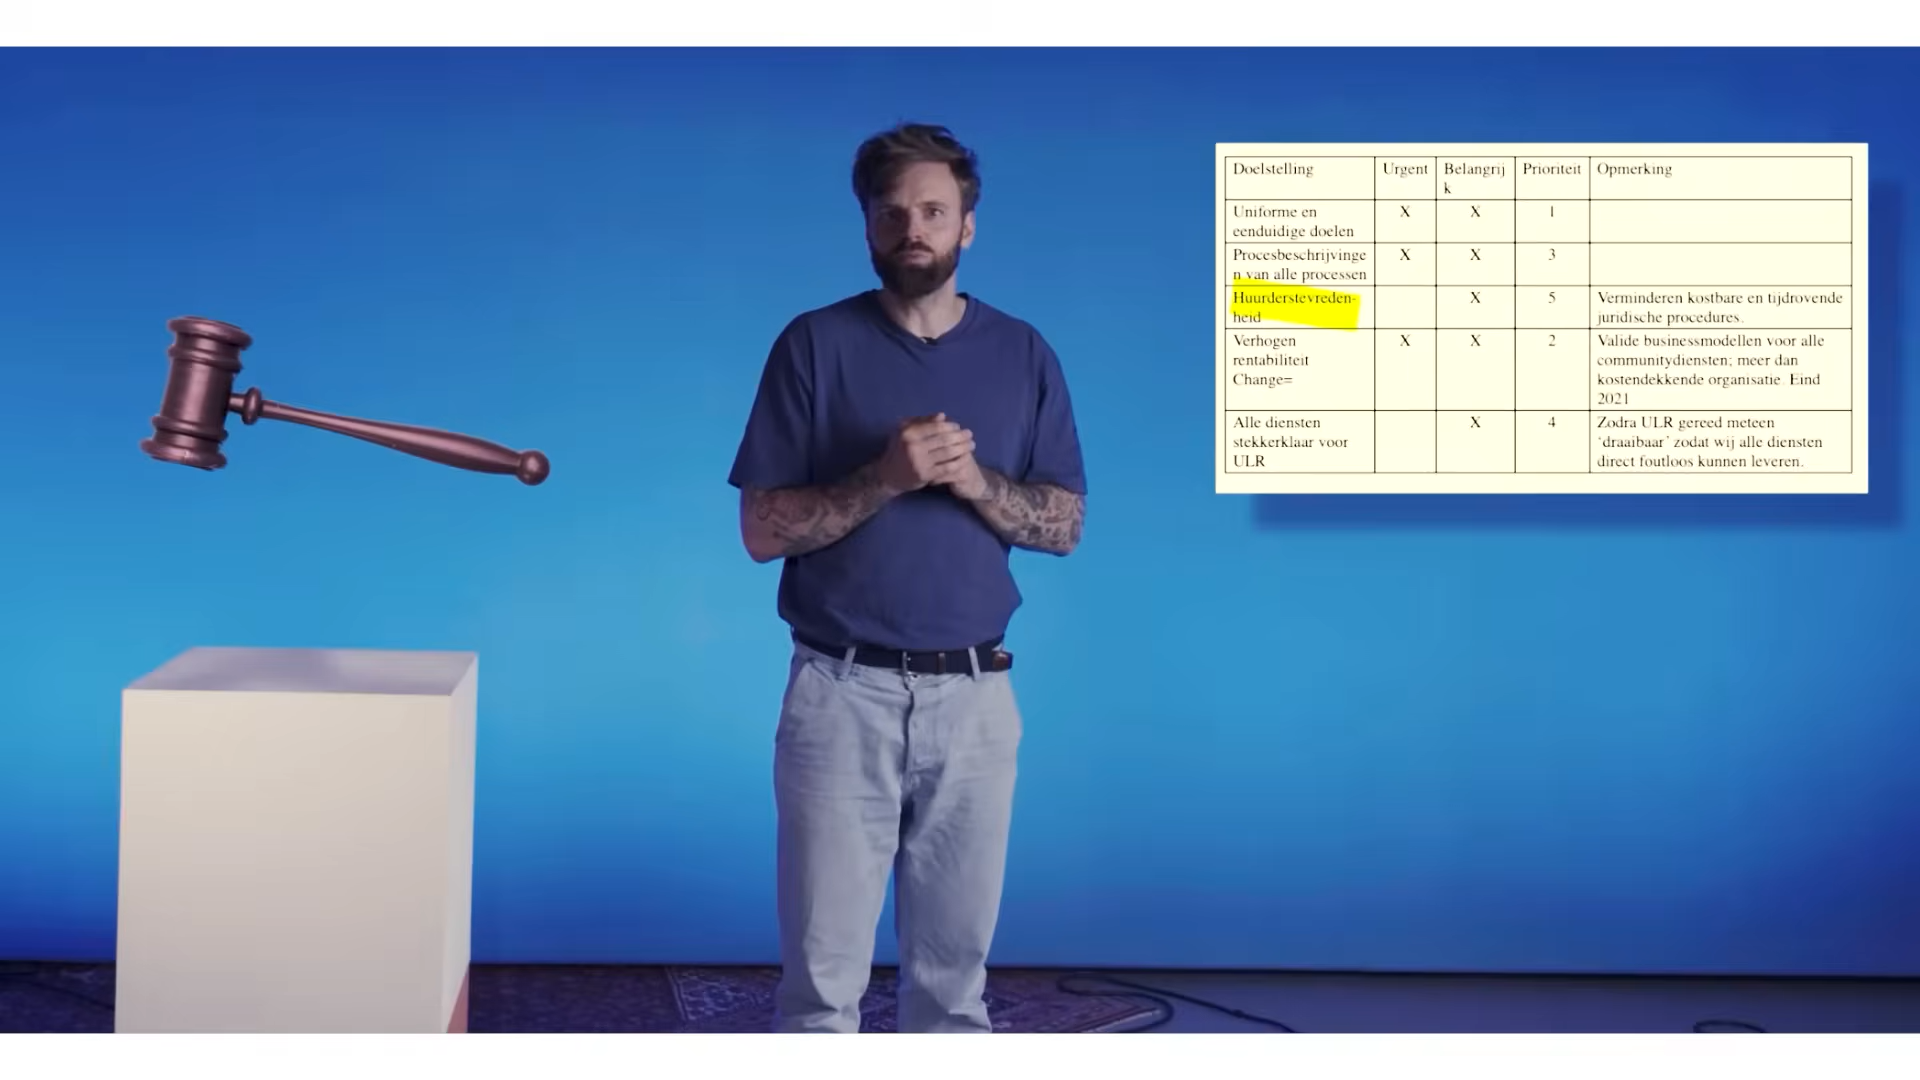 Doelstelling Urgent Belangrij Prioriteit Opmerking
k
Uniforme en X X 1
eenduidige doelen
Procesbeschrijvinge X X 3
n van alle processen
Huurderstevreden- X 5 Verminderen kostbare en tijdrovende
heid juridische procedures.
Verhogen X X 2 Valide businessmodellen voor alle
rentabiliteit communitydiensten; meer dan
Change= kostendekkende organisatie. Eind
2021
Alle diensten X 4 Zodra ULR gereed meteen
stekkerklaar voor 'draaibaar' zodat wij alle diensten
ULR direct foutloos kunnen leveren.